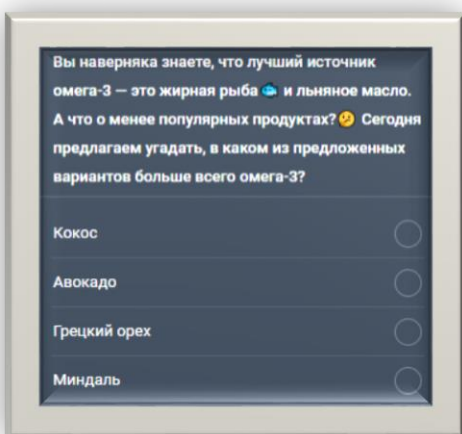 Вы наверняка знаете, что лучший источник
омега-3 — это жирная рыба 🐟 и льняное масло.
А что о менее популярных продуктах?🤔 Сегодня
предлагаем угадать, в каком из предложенных
вариантов больше всего омега-3?
Кокос
Авокадо
Грецкий орех
Миндаль